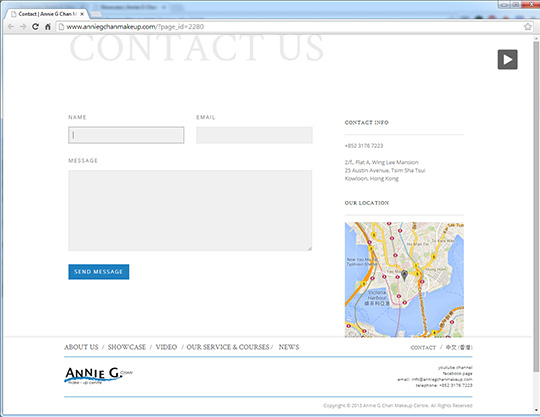 Contact | Annie G Chan M
www.anniegchanmakeup.com/?page_id=2280
CONTACT US
NAME
EMAIL
MESSAGE
SEND MESSAGE
CONTACT INFO
+852 3176 7223
2/f., Flat A, Wing Lee Mansion
25 Austin Avenue, Tsim Sha Tsui
Kowloon, Hong Kong
OUR LOCATION
Victoria
Harbour
ABOUT US / SHOWCASE / VIDEO / OUR SERVICE & COURSES / NEWS
CONTACT / 中文 (香港)
ANNIE G. CHAN
make - up centre
youtube channel
facebook page
email: info@anniegchanmakeup.com
telephone: +852 3176 7223
Copyright © 2013 Annie G Chan Makeup Centre. All Rights Reserved